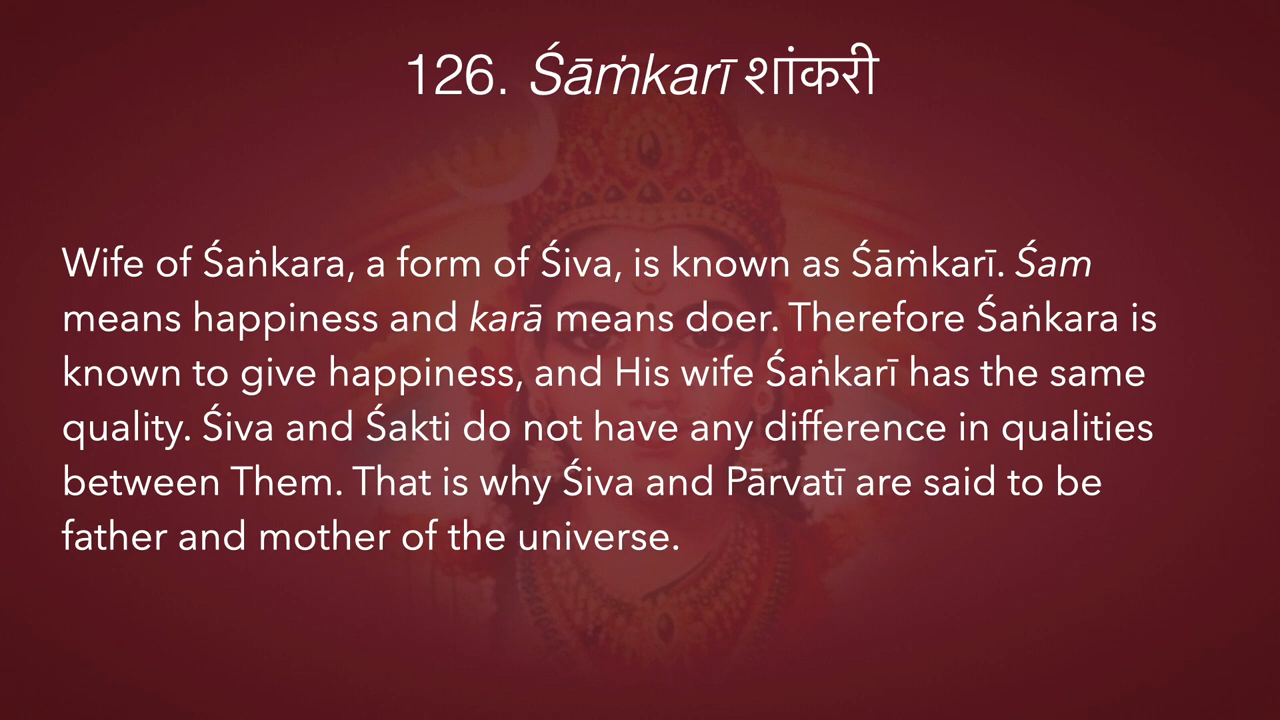 126. Śāṁkarī शांकरी
Wife of Śaṅkara, a form of Śiva, is known as Śāṁkarī. Śam
means happiness and karā means doer. Therefore Śaṅkara is
known to give happiness, and His wife Śaṅkarī has the same
quality. Śiva and Śakti do not have any difference in qualities
between Them. That is why Śiva and Pārvatī are said to be
father and mother of the universe.